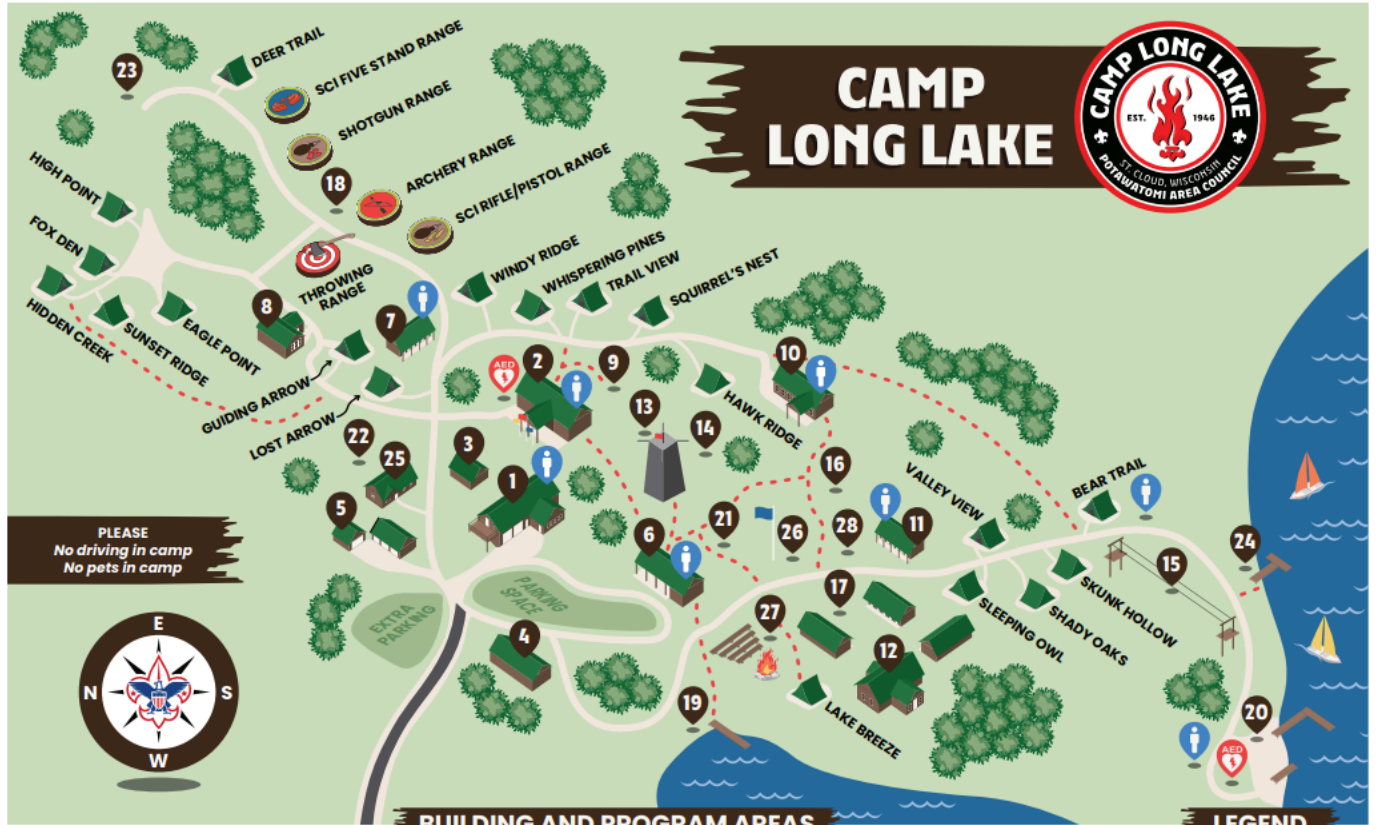 CAMP
LONG LAKE
CAMP LONG LAKE
EST. 1946
ST. CLOUD, WISCONSIN
POTAWATOMI AREA COUNCIL
23
DEER TRAIL
SCI FIVE STAND RANGE
SHOTGUN RANGE
18
ARCHERY RANGE
SCI RIFLE/PISTOL RANGE
HIGH POINT
FOX DEN
HIDDEN CREEK
SUNSET RIDGE
EAGLE POINT
8
THROWING
RANGE
7
WINDY RIDGE
WHISPERING PINES
TRAIL VIEW
SQUIRREL'S NEST
GUIDING ARROW
LOST ARROW
AED
2
9
10
13
14
HAWK RIDGE
22
25
3
1
5
16
VALLEY VIEW
BEAR TRAIL
6
21
26
28
11
24
15
PLEASE
No driving in camp
No pets in camp
EXTRA
PARKING
PARKING
SPACE
4
27
17
12
SLEEPING OWL
SHADY OAKS
SKUNK HOLLOW
E
N
S
W
19
LAKE BREEZE
20
AED
BUILDING AND PROGRAM AREAS
LEGEND